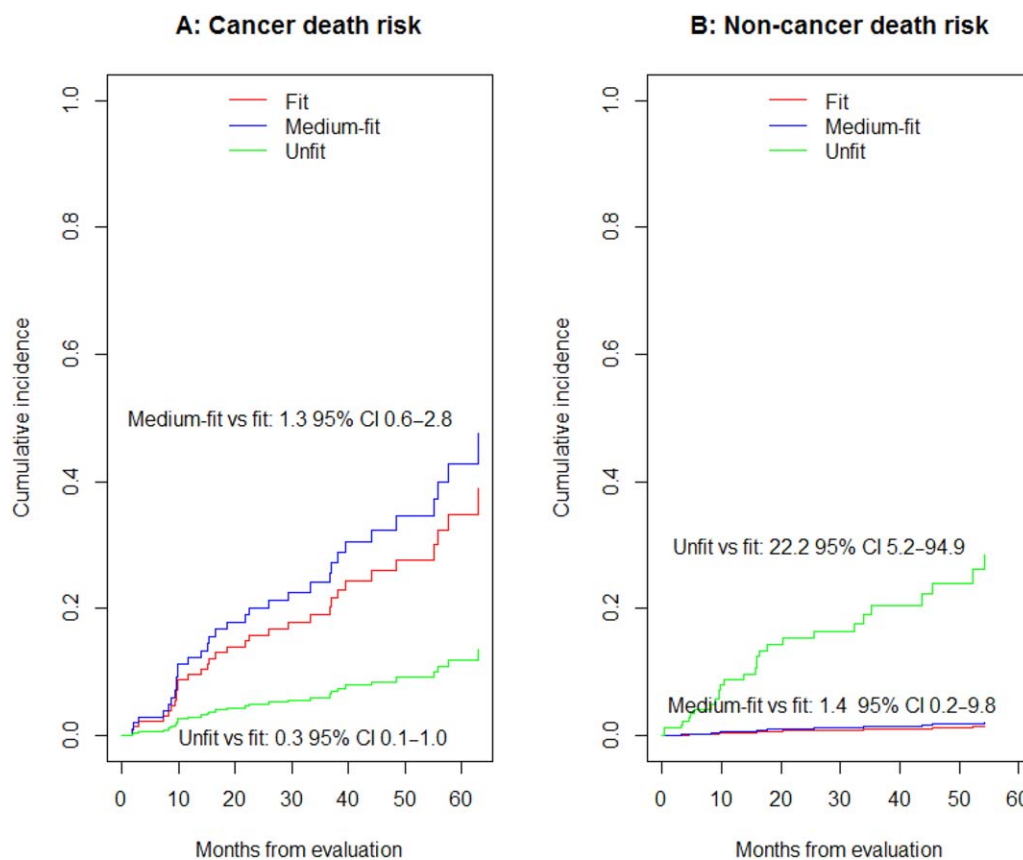 A: Cancer death risk
Fit
Medium-fit
Unfit
1.0
0.8
0.6
0.4
0.2
0.0
Cumulative incidence
Medium-fit vs fit: 1.3 95% CI 0.6–2.8
Unfit vs fit: 0.3 95% CI 0.1–1.0
0 10 20 30 40 50 60
Months from evaluation
B: Non-cancer death risk
Fit
Medium-fit
Unfit
1.0
0.8
0.6
0.4
0.2
0.0
Cumulative incidence
Unfit vs fit: 22.2 95% CI 5.2–94.9
Medium-fit vs fit: 1.4 95% CI 0.2–9.8
0 10 20 30 40 50 60
Months from evaluation